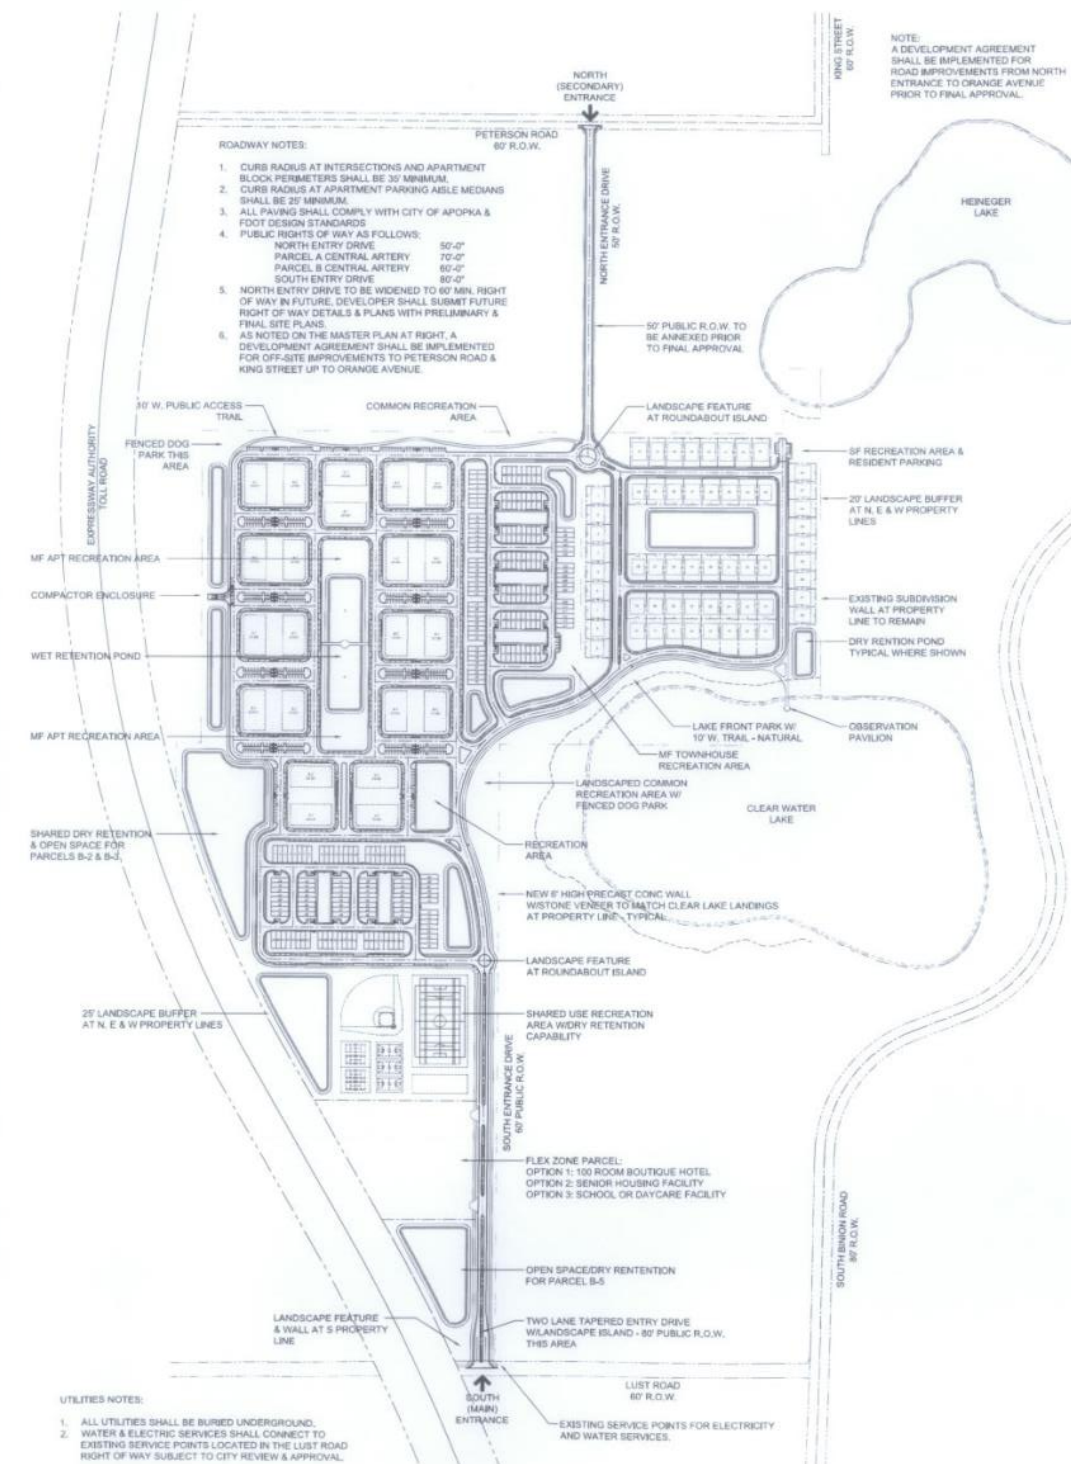 KING STREET
60' R.O.W.
NOTE:
A DEVELOPMENT AGREEMENT
SHALL BE IMPLEMENTED FOR
ROAD IMPROVEMENTS FROM NORTH
ENTRANCE TO ORANGE AVENUE
PRIOR TO FINAL APPROVAL.
NORTH
(SECONDARY)
ENTRANCE
PETERSON ROAD
60' R.O.W.
ROADWAY NOTES:
1. CURB RADIUS AT INTERSECTIONS AND APARTMENT
BLOCK PERIMETERS SHALL BE 35' MINIMUM.
2. CURB RADIUS AT APARTMENT PARKING AISLE MEDIANS
SHALL BE 25' MINIMUM.
3. ALL PAVING SHALL COMPLY WITH CITY OF APOPKA &
FDOT DESIGN STANDARDS
4. PUBLIC RIGHTS OF WAY AS FOLLOWS:
NORTH ENTRY DRIVE 50'-0"
PARCEL A CENTRAL ARTERY 70'-0"
PARCEL B CENTRAL ARTERY 60'-0"
SOUTH ENTRY DRIVE 80'-0"
5. NORTH ENTRY DRIVE TO BE WIDENED TO 60' MIN. RIGHT
OF WAY IN FUTURE, DEVELOPER SHALL SUBMIT FUTURE
RIGHT OF WAY DETAILS & PLANS WITH PRELIMINARY &
FINAL SITE PLANS.
6. AS NOTED ON THE MASTER PLAN AT RIGHT, A
DEVELOPMENT AGREEMENT SHALL BE IMPLEMENTED
FOR OFF-SITE IMPROVEMENTS TO PETERSON ROAD &
KING STREET UP TO ORANGE AVENUE.
NORTH ENTRANCE DRIVE
50' R.O.W.
HEINEGER
LAKE
50' PUBLIC R.O.W. TO
BE ANNEXED PRIOR
TO FINAL APPROVAL
10' W. PUBLIC ACCESS
TRAIL
COMMON RECREATION
AREA
LANDSCAPE FEATURE
AT ROUNDABOUT ISLAND
FENCED DOG
PARK THIS
AREA
SF RECREATION AREA &
RESIDENT PARKING
EXPRESSWAY AUTHORITY
TOLL ROAD
20' LANDSCAPE BUFFER
AT N, E & W PROPERTY
LINES
MF APT RECREATION AREA
COMPACTOR ENCLOSURE
EXISTING SUBDIVISION
WALL AT PROPERTY
LINE TO REMAIN
DRY RENTION POND
TYPICAL WHERE SHOWN
WET RETENTION POND
MF APT RECREATION AREA
LAKE FRONT PARK W/
10' W. TRAIL - NATURAL
OBSERVATION
PAVILION
MF TOWNHOUSE
RECREATION AREA
LANDSCAPED COMMON
RECREATION AREA W/
FENCED DOG PARK
CLEAR WATER
LAKE
SHARED DRY RETENTION
& OPEN SPACE FOR
PARCELS B-2 & B-3.
RECREATION
AREA
NEW 6' HIGH PRECAST CONC WALL
W/STONE VENEER TO MATCH CLEAR LAKE LANDINGS
AT PROPERTY LINE - TYPICAL
LANDSCAPE FEATURE
AT ROUNDABOUT ISLAND
25' LANDSCAPE BUFFER
AT N, E & W PROPERTY LINES
SHARED USE RECREATION
AREA W/DRY RETENTION
CAPABILITY
SOUTH ENTRANCE DRIVE
60' PUBLIC R.O.W.
FLEX ZONE PARCEL:
OPTION 1: 100 ROOM BOUTIQUE HOTEL
OPTION 2: SENIOR HOUSING FACILITY
OPTION 3: SCHOOL OR DAYCARE FACILITY
SOUTH BINION ROAD
80' R.O.W.
OPEN SPACE/DRY RENTENTION
FOR PARCEL B-5
LANDSCAPE FEATURE
& WALL AT S PROPERTY
LINE
TWO LANE TAPERED ENTRY DRIVE
W/LANDSCAPE ISLAND - 80' PUBLIC R.O.W.
THIS AREA
LUST ROAD
60' R.O.W.
SOUTH
(MAIN)
ENTRANCE
EXISTING SERVICE POINTS FOR ELECTRICITY
AND WATER SERVICES.
UTILITIES NOTES:
1. ALL UTILITIES SHALL BE BURIED UNDERGROUND.
2. WATER & ELECTRIC SERVICES SHALL CONNECT TO
EXISTING SERVICE POINTS LOCATED IN THE LUST ROAD
RIGHT OF WAY SUBJECT TO CITY REVIEW & APPROVAL.